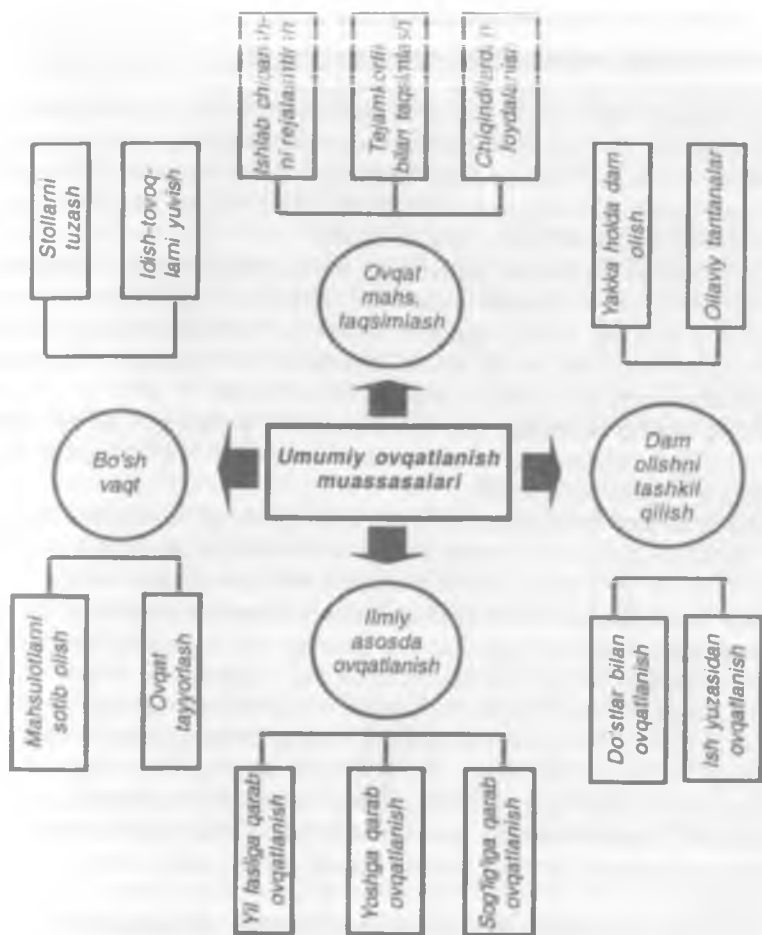 Stollarni
tuzash
Idish-tovoq-
larni yuvish
Ishlab chiqarish-
ni rejalashtirish
Tejamkorlik
bilan taqsimlash
Chiqindilardan
foydalanish
Yakka holda dam
olish
Oilaviy tantanalar
Ovqat
mahs.
taqsimlash
Bo'sh
vaqt
Umumiy ovqatlanish
muassasalari
Dam
olishni
tashkil
qilish
Ilmiy
asosda
ovqatlanish
Mahsulotlarni
sotib olish
Ovqat
tayyorlash
Yil fasliga qarab
ovqatlanish
Yoshga qarab
ovqatlanish
Sog'lig'iga qarab
ovqatlanish
Do'stlar bilan
ovqatlanish
Ish yuzasidan
ovqatlanish